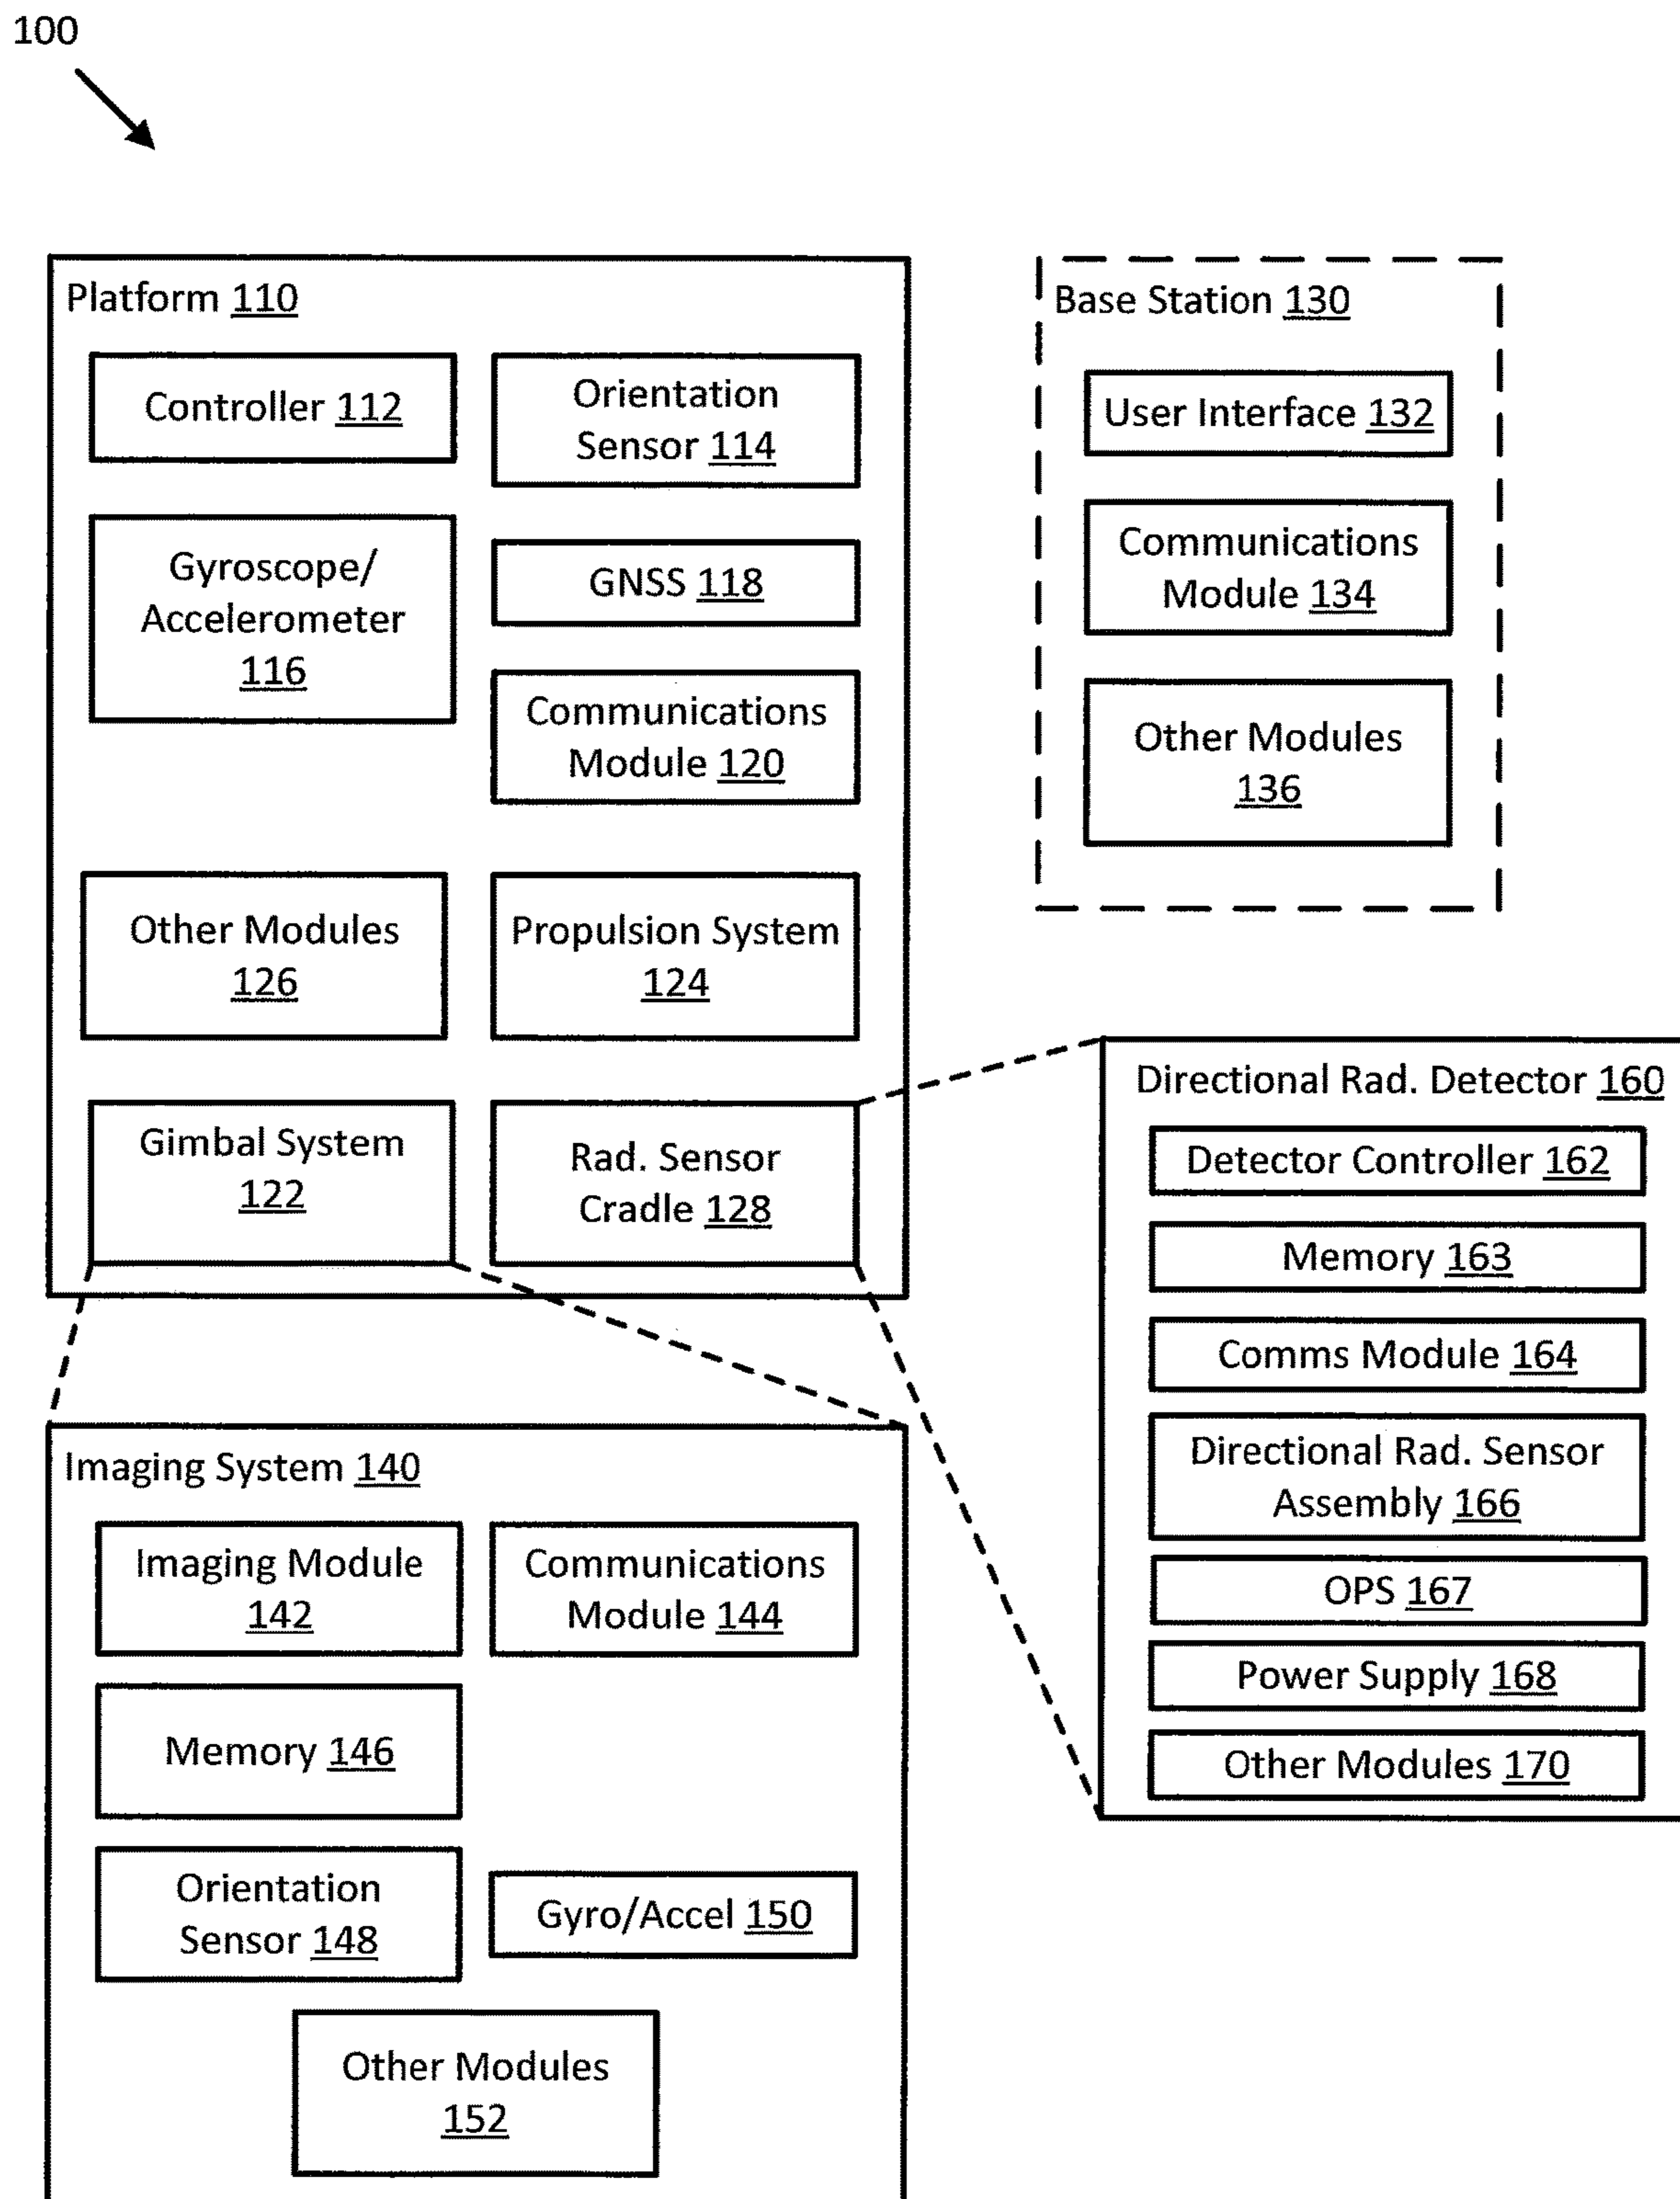 100
Platform 110
Controller 112
Orientation
Sensor 114
Gyroscope/
Accelerometer
116
GNSS 118
Communications
Module 120
Other Modules
126
Propulsion System
124
Gimbal System
122
Rad. Sensor
Cradle 128
Base Station 130
User Interface 132
Communications
Module 134
Other Modules
136
Directional Rad. Detector 160
Detector Controller 162
Memory 163
Comms Module 164
Directional Rad. Sensor
Assembly 166
OPS 167
Power Supply 168
Other Modules 170
Imaging System 140
Imaging Module
142
Communications
Module 144
Memory 146
Orientation
Sensor 148
Gyro/Accel 150
Other Modules
152